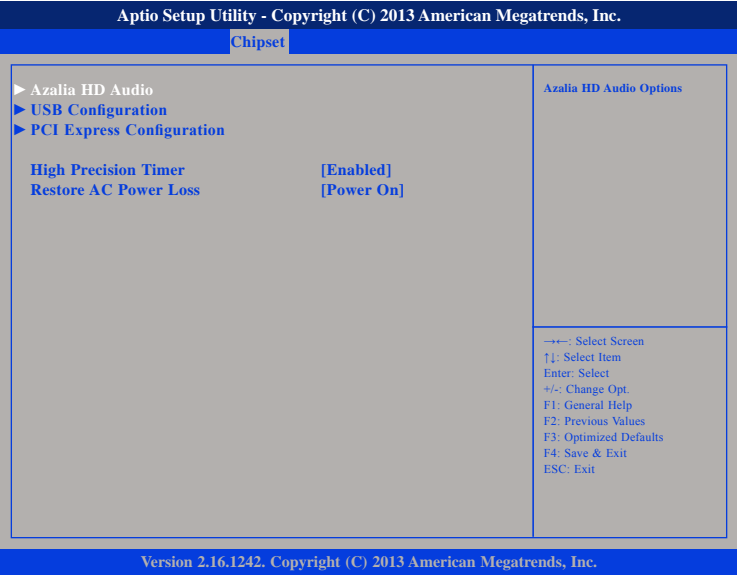 Aptio Setup Utility - Copyright (C) 2013 American Megatrends, Inc.
Chipset
▶ Azalia HD Audio
▶ USB Configuration
▶ PCI Express Configuration
High Precision Timer [Enabled]
Restore AC Power Loss [Power On]
Azalia HD Audio Options
→←: Select Screen
↑↓: Select Item
Enter: Select
+/-: Change Opt.
F1: General Help
F2: Previous Values
F3: Optimized Defaults
F4: Save & Exit
ESC: Exit
Version 2.16.1242. Copyright (C) 2013 American Megatrends, Inc.